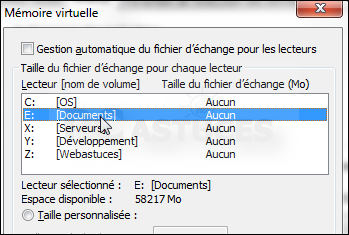 Mémoire virtuelle
Gestion automatique du fichier d'échange pour les lecteurs
Taille du fichier d'échange pour chaque lecteur
Lecteur [nom de volume] Taille du fichier d'échange (Mo)
C: [OS] Aucun
E: [Documents] Aucun
X: [Serveurs] Aucun
ASTUCES
Y: [Développement] Aucun
Z: [Webastuces] Aucun
Lecteur sélectionné : E: [Documents]
Espace disponible : 58217 Mo
Taille personnalisée :